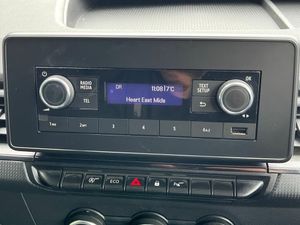 OK
RADIO
MEDIA
TEXT
SETUP
DR 11:08 17°C
Heart East Mids
TEL
1 2 3 4 5 6
ECO